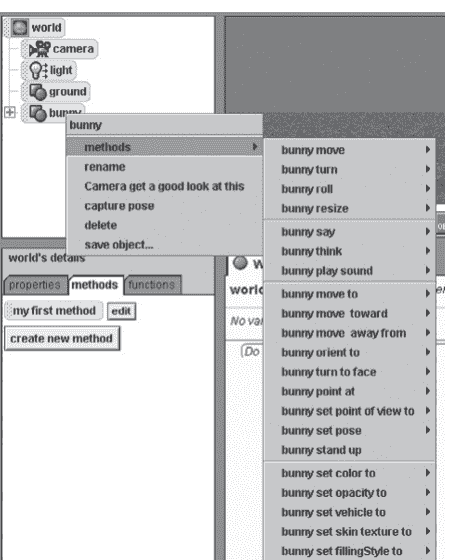 world
camera
light
ground
bunny
bunny
methods
rename
Camera get a good look at this
capture pose
delete
save object...
bunny move
bunny turn
bunny roll
bunny resize
bunny say
bunny think
bunny play sound
bunny move to
bunny move toward
bunny move away from
bunny orient to
bunny turn to face
bunny point at
bunny set point of view to
bunny set pose
bunny stand up
bunny set color to
bunny set opacity to
bunny set vehicle to
bunny set skin texture to
bunny set fillingStyle to
world's details
properties methods functions
my first method edit
create new method
No
Do